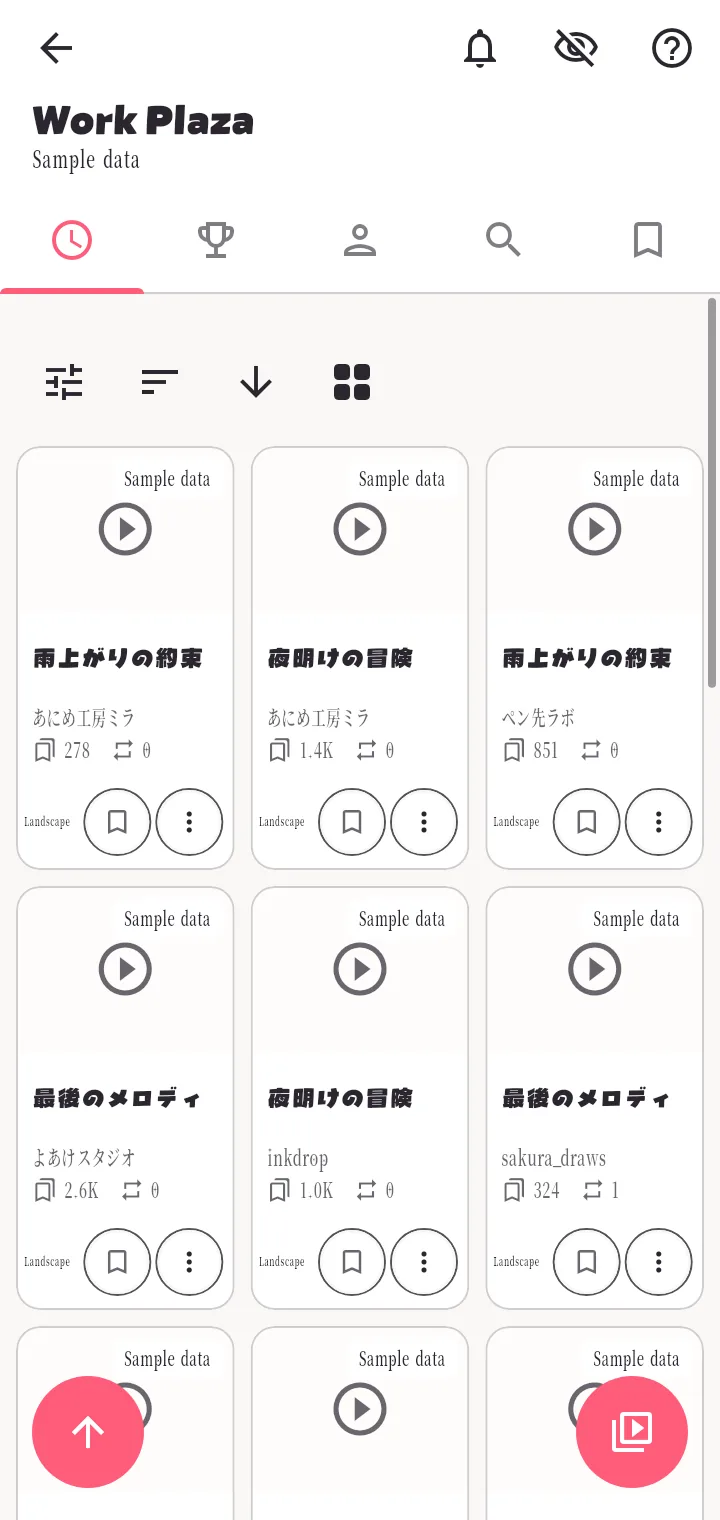 Work Plaza
Sample data
Sample data
Sample data
Sample data
雨上がりの約束
夜明けの冒険
雨上がりの約束
あにめ工房ミラ
あにめ工房ミラ
ペン先ラボ
278 0
1.4K 0
851 0
Landscape
Landscape
Landscape
Sample data
Sample data
Sample data
最後のメロディ
夜明けの冒険
最後のメロディ
よあけスタジオ
inkdrop
sakura_draws
2.6K 0
1.0K 0
324 1
Landscape
Landscape
Landscape
Sample data
Sample data
Sample data